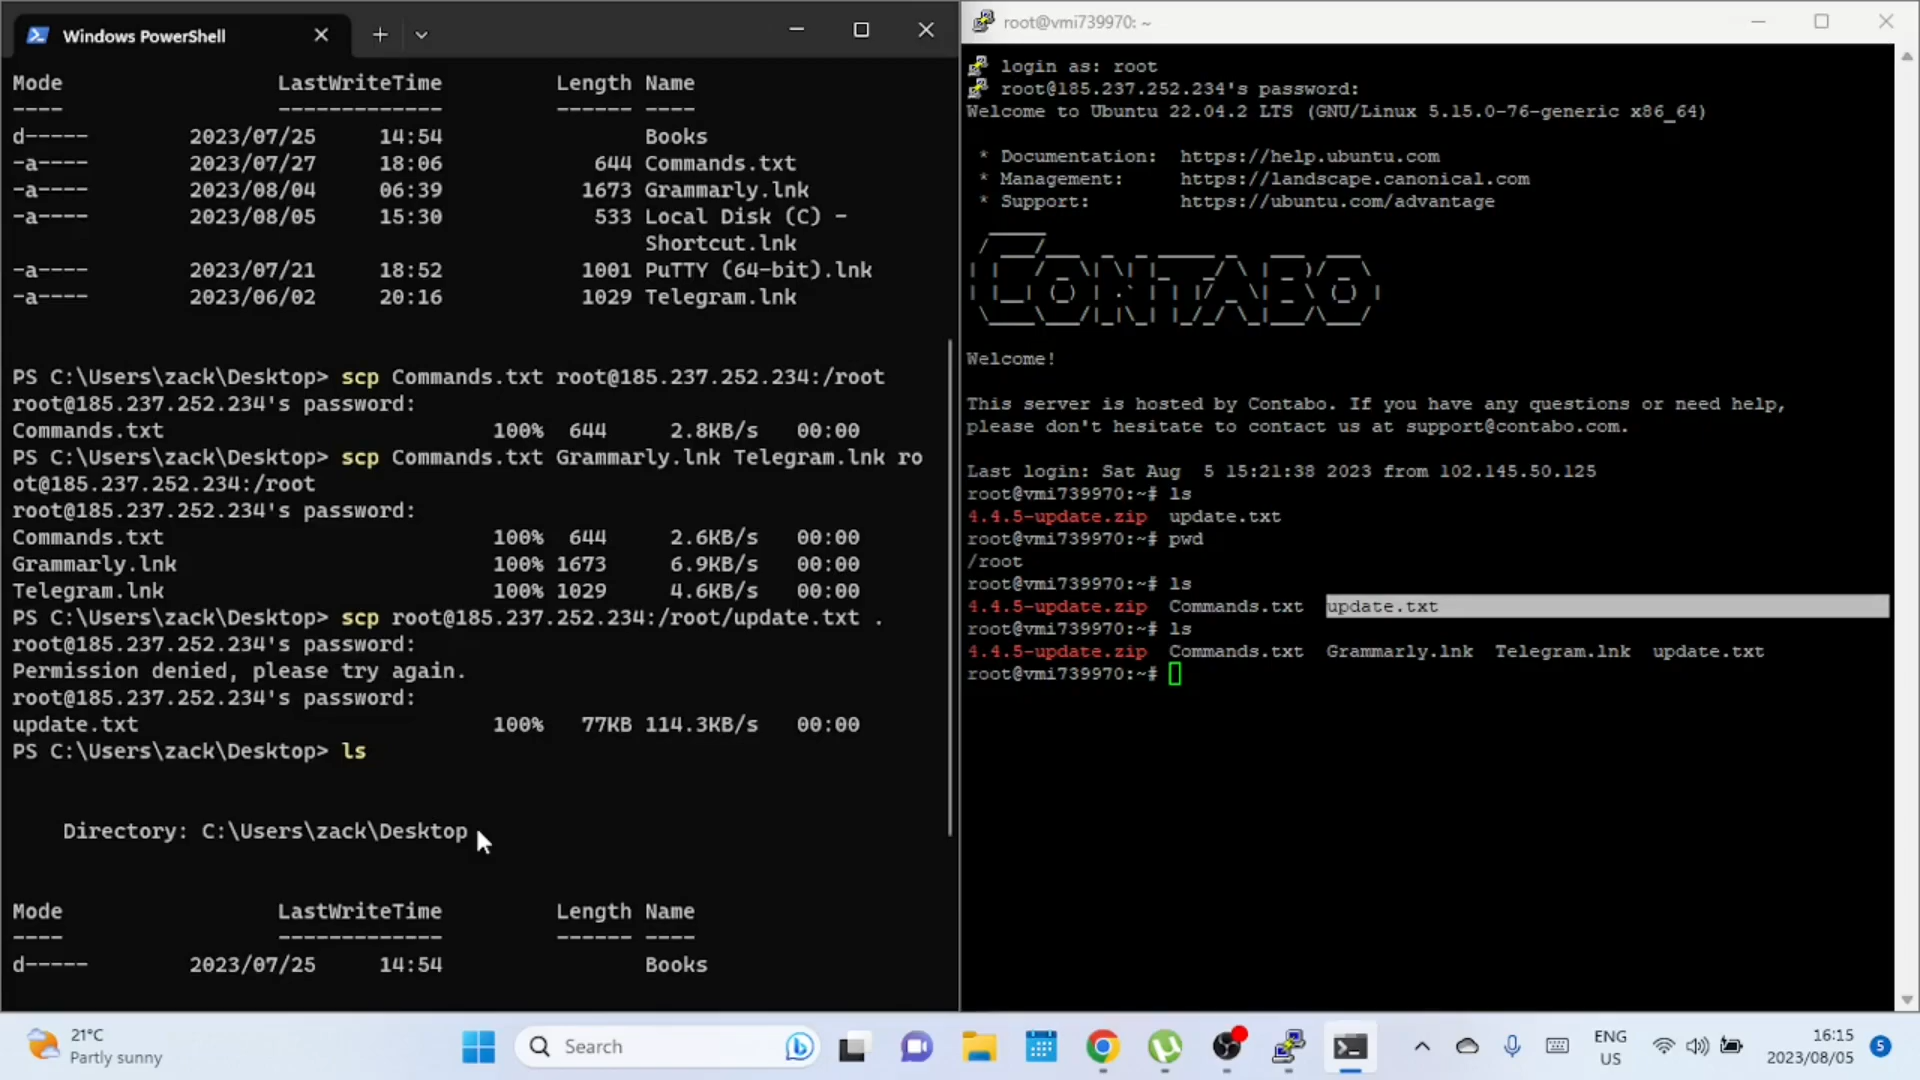 Windows PowerShell
Mode LastWriteTime Length Name
---- ------------- ------ ----
d----- 2023/07/25 14:54 Books
-a---- 2023/07/27 18:06 644 Commands.txt
-a---- 2023/08/04 06:39 1673 Grammarly.lnk
-a---- 2023/08/05 15:30 533 Local Disk (C) -
Shortcut.lnk
-a---- 2023/07/21 18:52 1001 PuTTY (64-bit).lnk
-a---- 2023/06/02 20:16 1029 Telegram.lnk
PS C:\Users\zack\Desktop> scp Commands.txt root@185.237.252.234:/root
root@185.237.252.234's password:
Commands.txt 100% 644 2.8KB/s 00:00
PS C:\Users\zack\Desktop> scp Commands.txt Grammarly.lnk Telegram.lnk ro
ot@185.237.252.234:/root
root@185.237.252.234's password:
Commands.txt 100% 644 2.6KB/s 00:00
Grammarly.lnk 100% 1673 6.9KB/s 00:00
Telegram.lnk 100% 1029 4.6KB/s 00:00
PS C:\Users\zack\Desktop> scp root@185.237.252.234:/root/update.txt .
root@185.237.252.234's password:
Permission denied, please try again.
root@185.237.252.234's password:
update.txt 100% 77KB 114.3KB/s 00:00
PS C:\Users\zack\Desktop> ls
Directory: C:\Users\zack\Desktop
Mode LastWriteTime Length Name
---- ------------- ------ ----
d----- 2023/07/25 14:54 Books
root@vmi739970: ~
login as: root
root@185.237.252.234's password:
Welcome to Ubuntu 22.04.2 LTS (GNU/Linux 5.15.0-76-generic x86_64)
* Documentation: https://help.ubuntu.com
* Management: https://landscape.canonical.com
* Support: https://ubuntu.com/advantage
CONTABO
Welcome!
This server is hosted by Contabo. If you have any questions or need help,
please don't hesitate to contact us at support@contabo.com.
Last login: Sat Aug 5 15:21:38 2023 from 102.145.50.125
root@vmi739970:~# ls
4.4.5-update.zip update.txt
root@vmi739970:~# pwd
/root
root@vmi739970:~# ls
4.4.5-update.zip Commands.txt update.txt
root@vmi739970:~# ls
4.4.5-update.zip Commands.txt Grammarly.lnk Telegram.lnk update.txt
root@vmi739970:~#
21°C
Partly sunny
Search
ENG
US
16:15
2023/08/05
5